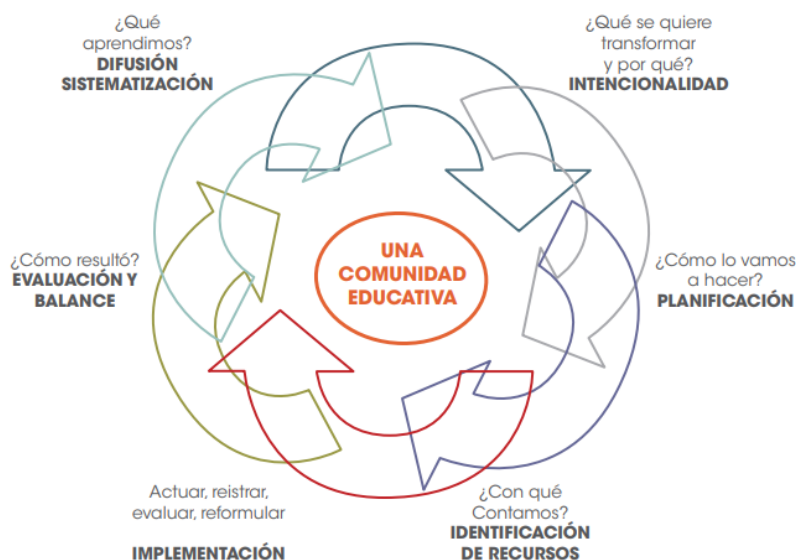 ¿Qué
aprendimos?
DIFUSIÓN
SISTEMATIZACIÓN
¿Qué se quiere
transformar
y por qué?
INTENCIONALIDAD
UNA
COMUNIDAD
EDUCATIVA
¿Cómo resultó?
EVALUACIÓN Y
BALANCE
¿Cómo lo vamos
a hacer?
PLANIFICACIÓN
Actuar, reistrar,
evaluar, reformular
IMPLEMENTACIÓN
¿Con qué
Contamos?
IDENTIFICACIÓN
DE RECURSOS